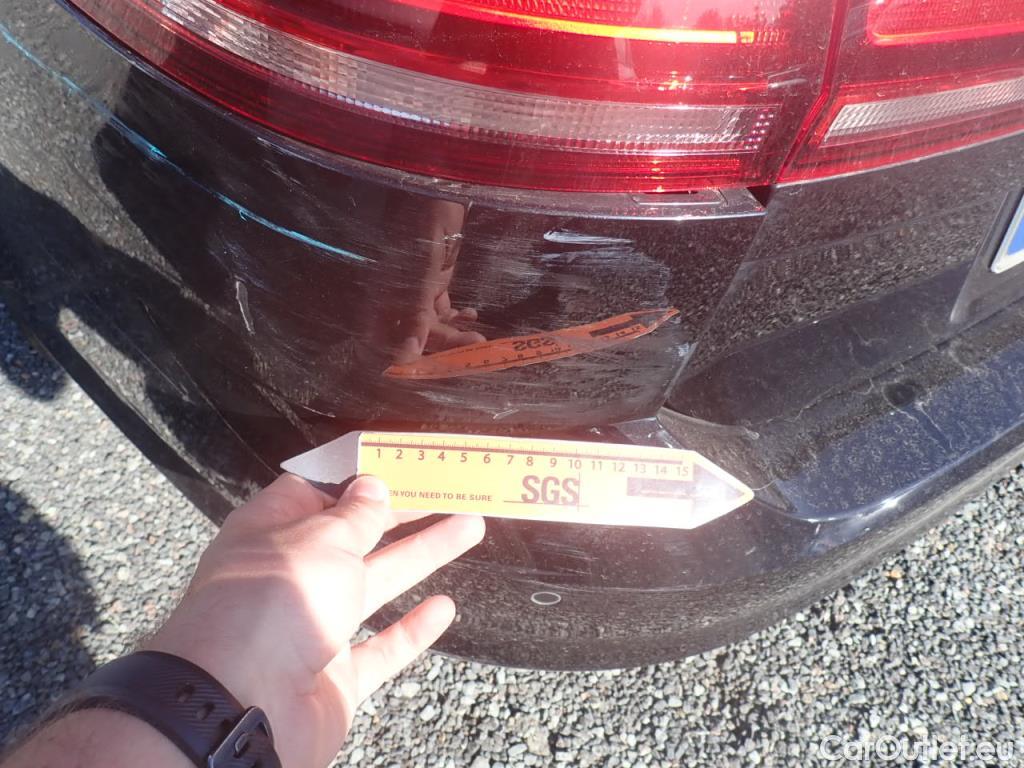 1 2 3 4 5 6 7 8 9 10 11 12 13 14 15
YOU NEED TO BE SURE
SGS
CarOutlet.eu